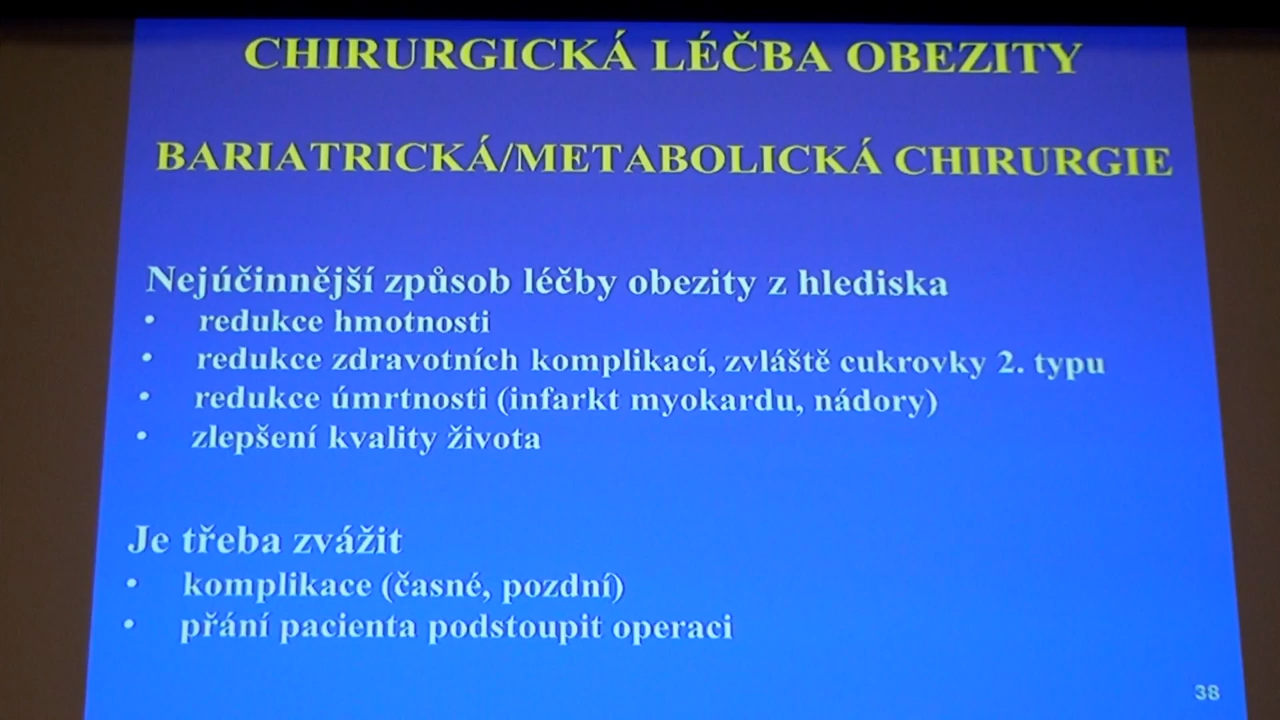 CHIRURGICKÁ LÉČBA OBEZITY
BARIATRICKÁ/METABOLICKÁ CHIRURGIE
Nejúčinnější způsob léčby obezity z hlediska
• redukce hmotnosti
• redukce zdravotních komplikací, zvláště cukrovky 2. typu
• redukce úmrtnosti (infarkt myokardu, nádory)
• zlepšení kvality života
Je třeba zvážit
• komplikace (časné, pozdní)
• přání pacienta podstoupit operaci
38